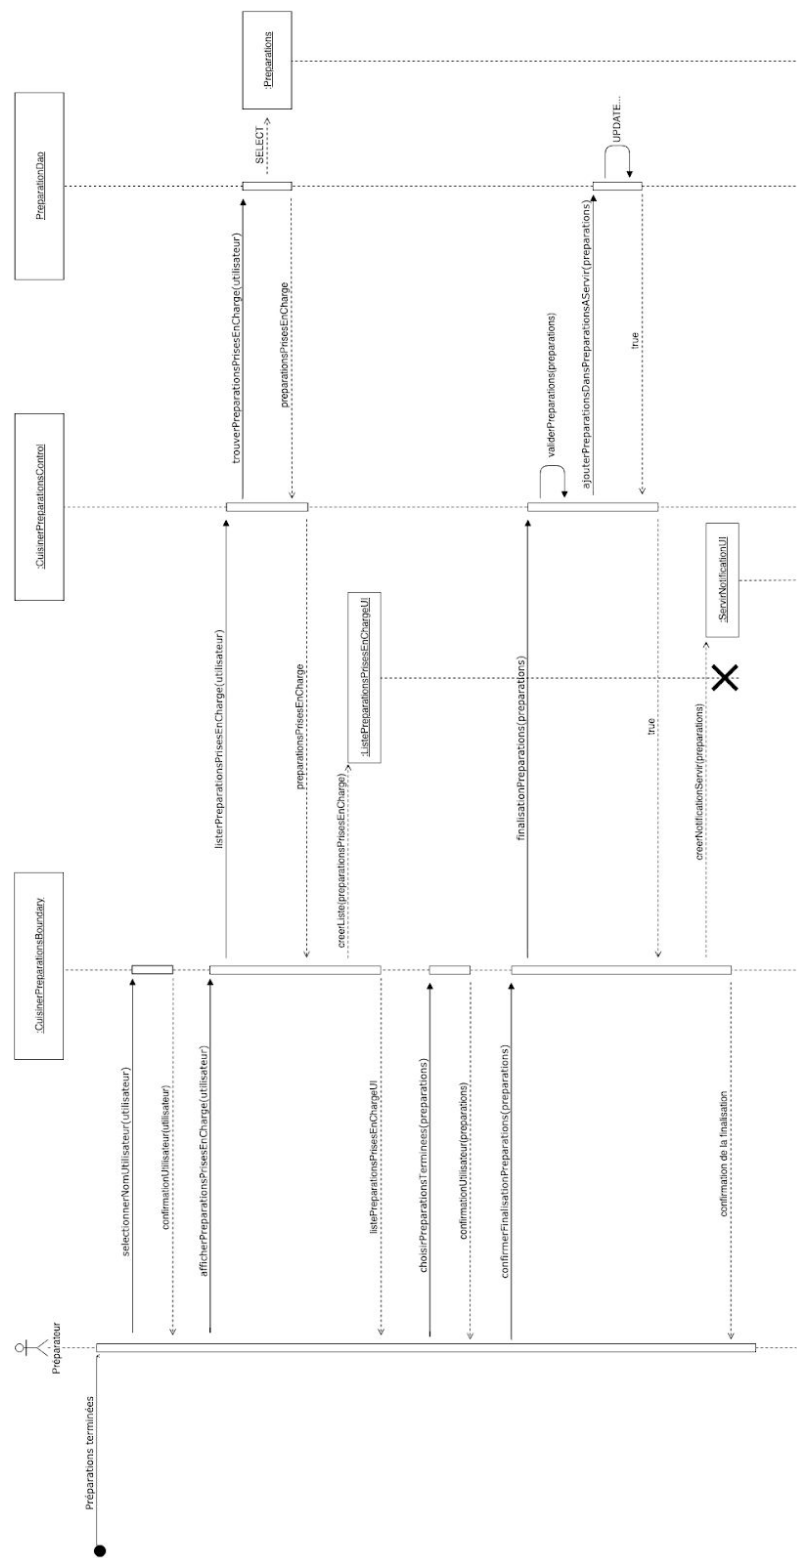 Préparations terminées
Préparateur
:CuisinerPreparationsBoundary
:CuisinerPreparationsControl
PreparationDao
selectionnerNomUtilisateur(utilisateur)
confirmationUtilisateur(utilisateur)
afficherPreparationsPrisesEnCharge(utilisateur)
listerPreparationsPrisesEnCharge(utilisateur)
trouverPreparationsPrisesEnCharge(utilisateur)
SELECT
:Preparations
preparationsPrisesEnCharge
preparationsPrisesEnCharge
creerListe(preparationsPrisesEnCharge)
:ListePreparationsPrisesEnChargeUI
listePreparationsPrisesEnChargeUI
choisirPreparationsTerminees(preparations)
confirmationUtilisateur(preparations)
confirmerFinalisationPreparations(preparations)
finalisationPreparations(preparations)
validerPreparations(preparations)
ajouterPreparationsDansPreparationsAServir(preparations)
UPDATE...
true
true
creerNotificationServir(preparations)
:ServirNotificationUI
confirmation de la finalisation